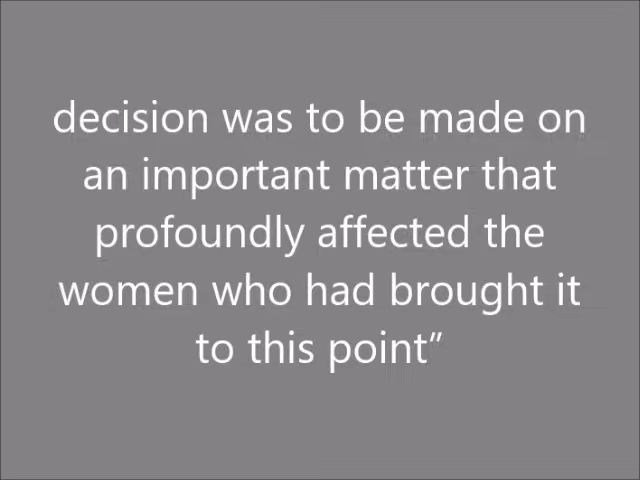 decision was to be made on
an important matter that
profoundly affected the
women who had brought it
to this point”